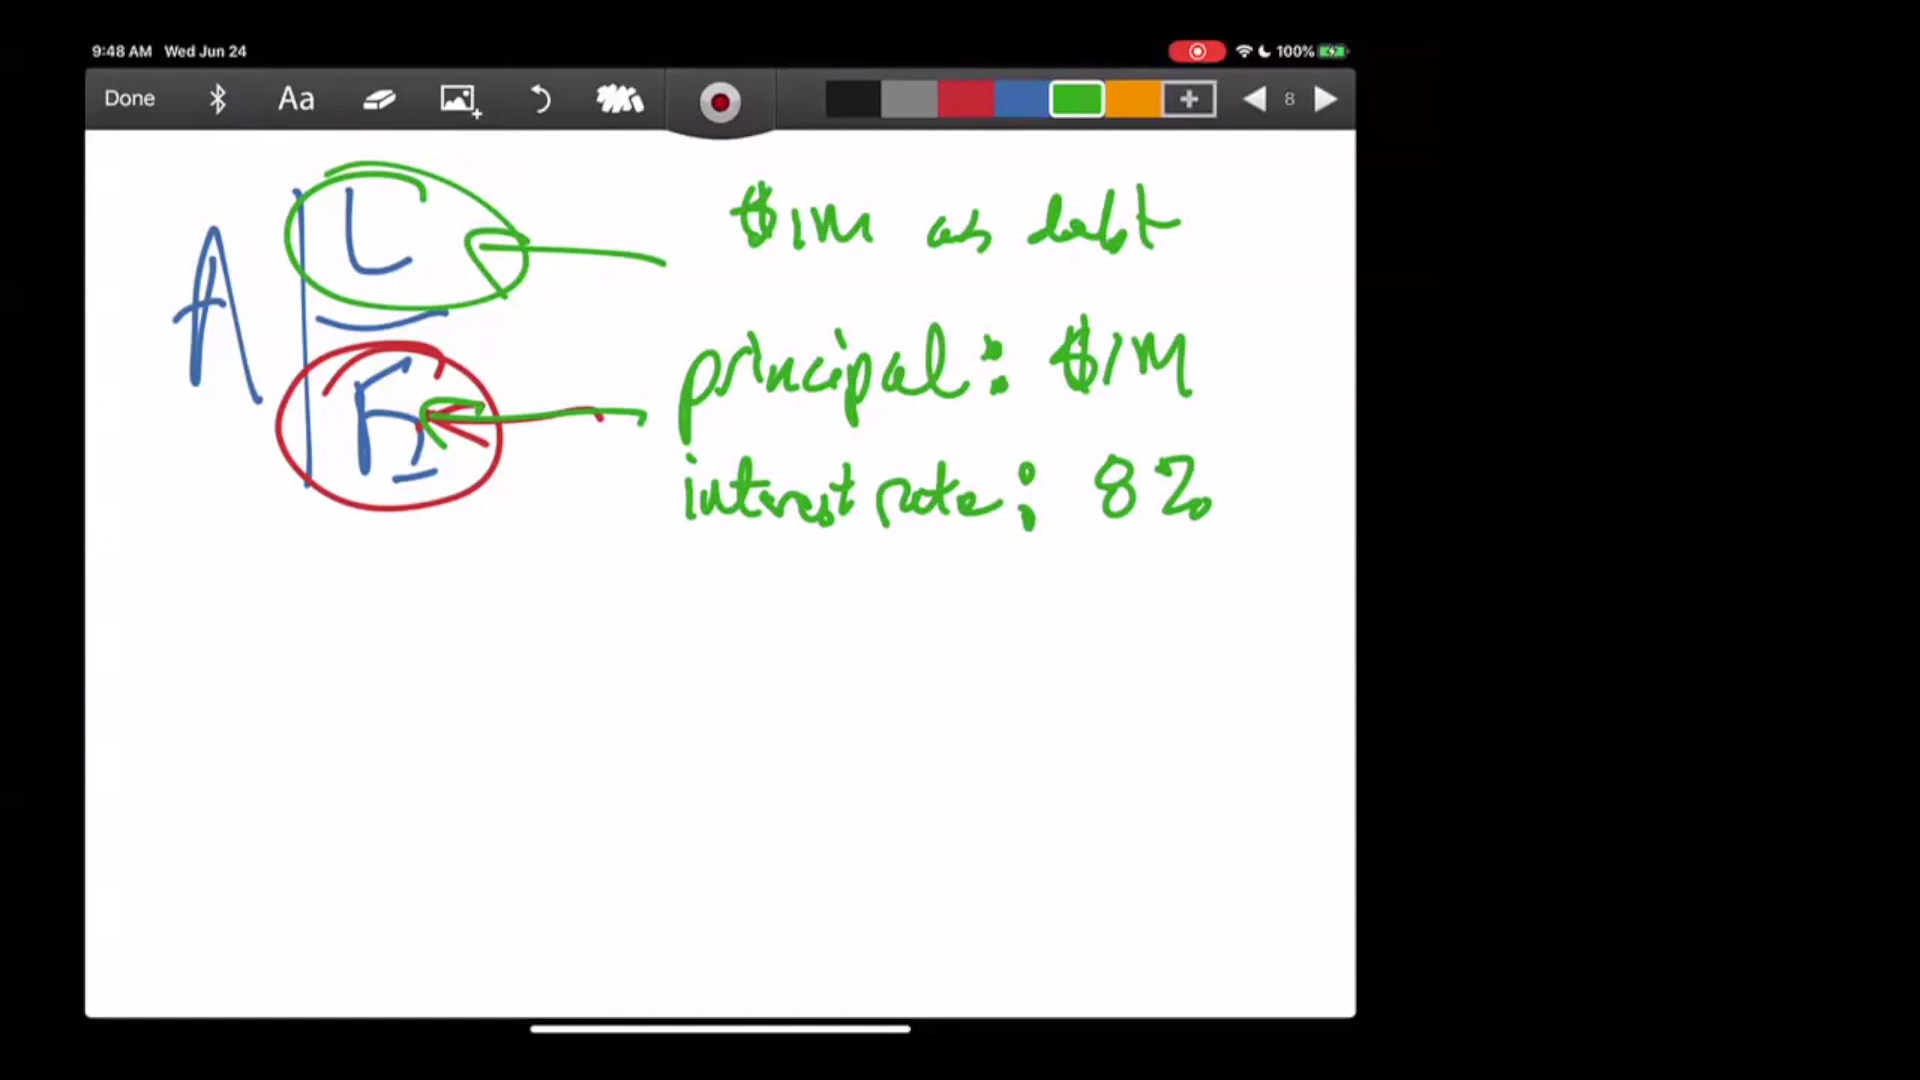 9:48 AM Wed Jun 24
100%
Done
Aa
8
A
L
$1M as debt
E
principal: $1M
interest rate: 8%